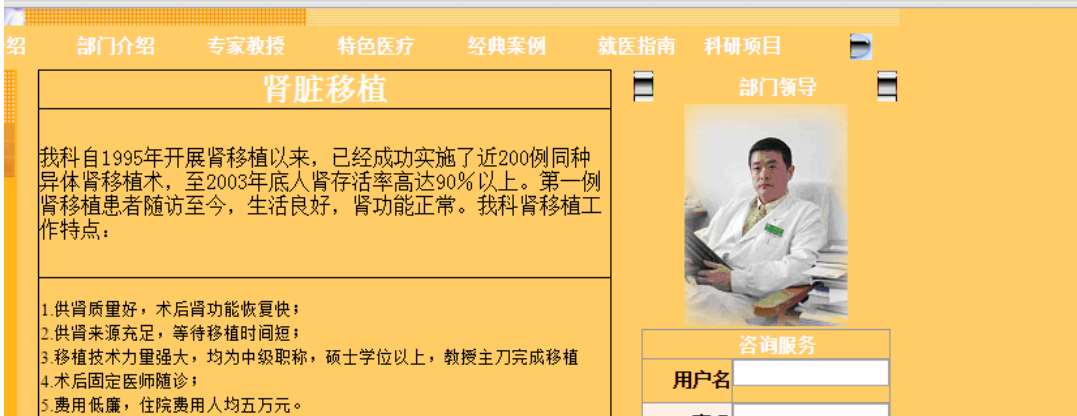 绍 部门介绍 专家教授 特色医疗 经典案例 就医指南 科研项目
肾脏移植
我科自1995年开展肾移植以来，已经成功实施了近200例同种
异体肾移植术，至2003年底人肾存活率高达90%以上。第一例
肾移植患者随访至今，生活良好，肾功能正常。我科肾移植工
作特点：
1.供肾质量好，术后肾功能恢复快；
2.供肾来源充足，等待移植时间短；
3.移植技术力量强大，均为中级职称，硕士学位以上，教授主刀完成移植
4.术后固定医师随诊；
5.费用低廉，住院费用人均五万元。
部门领导
咨询服务
用户名